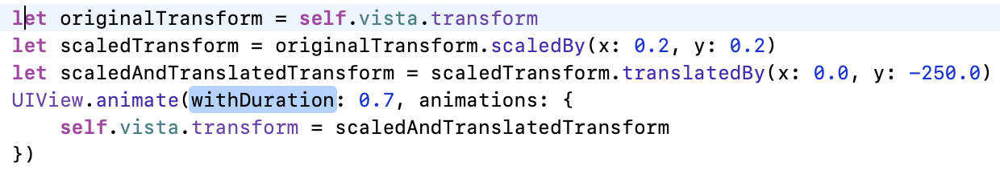 let originalTransform = self.vista.transform
let scaledTransform = originalTransform.scaledBy(x: 0.2, y: 0.2)
let scaledAndTranslatedTransform = scaledTransform.translatedBy(x: 0.0, y: -250.0)
UIView.animate(withDuration: 0.7, animations: {
    self.vista.transform = scaledAndTranslatedTransform
})